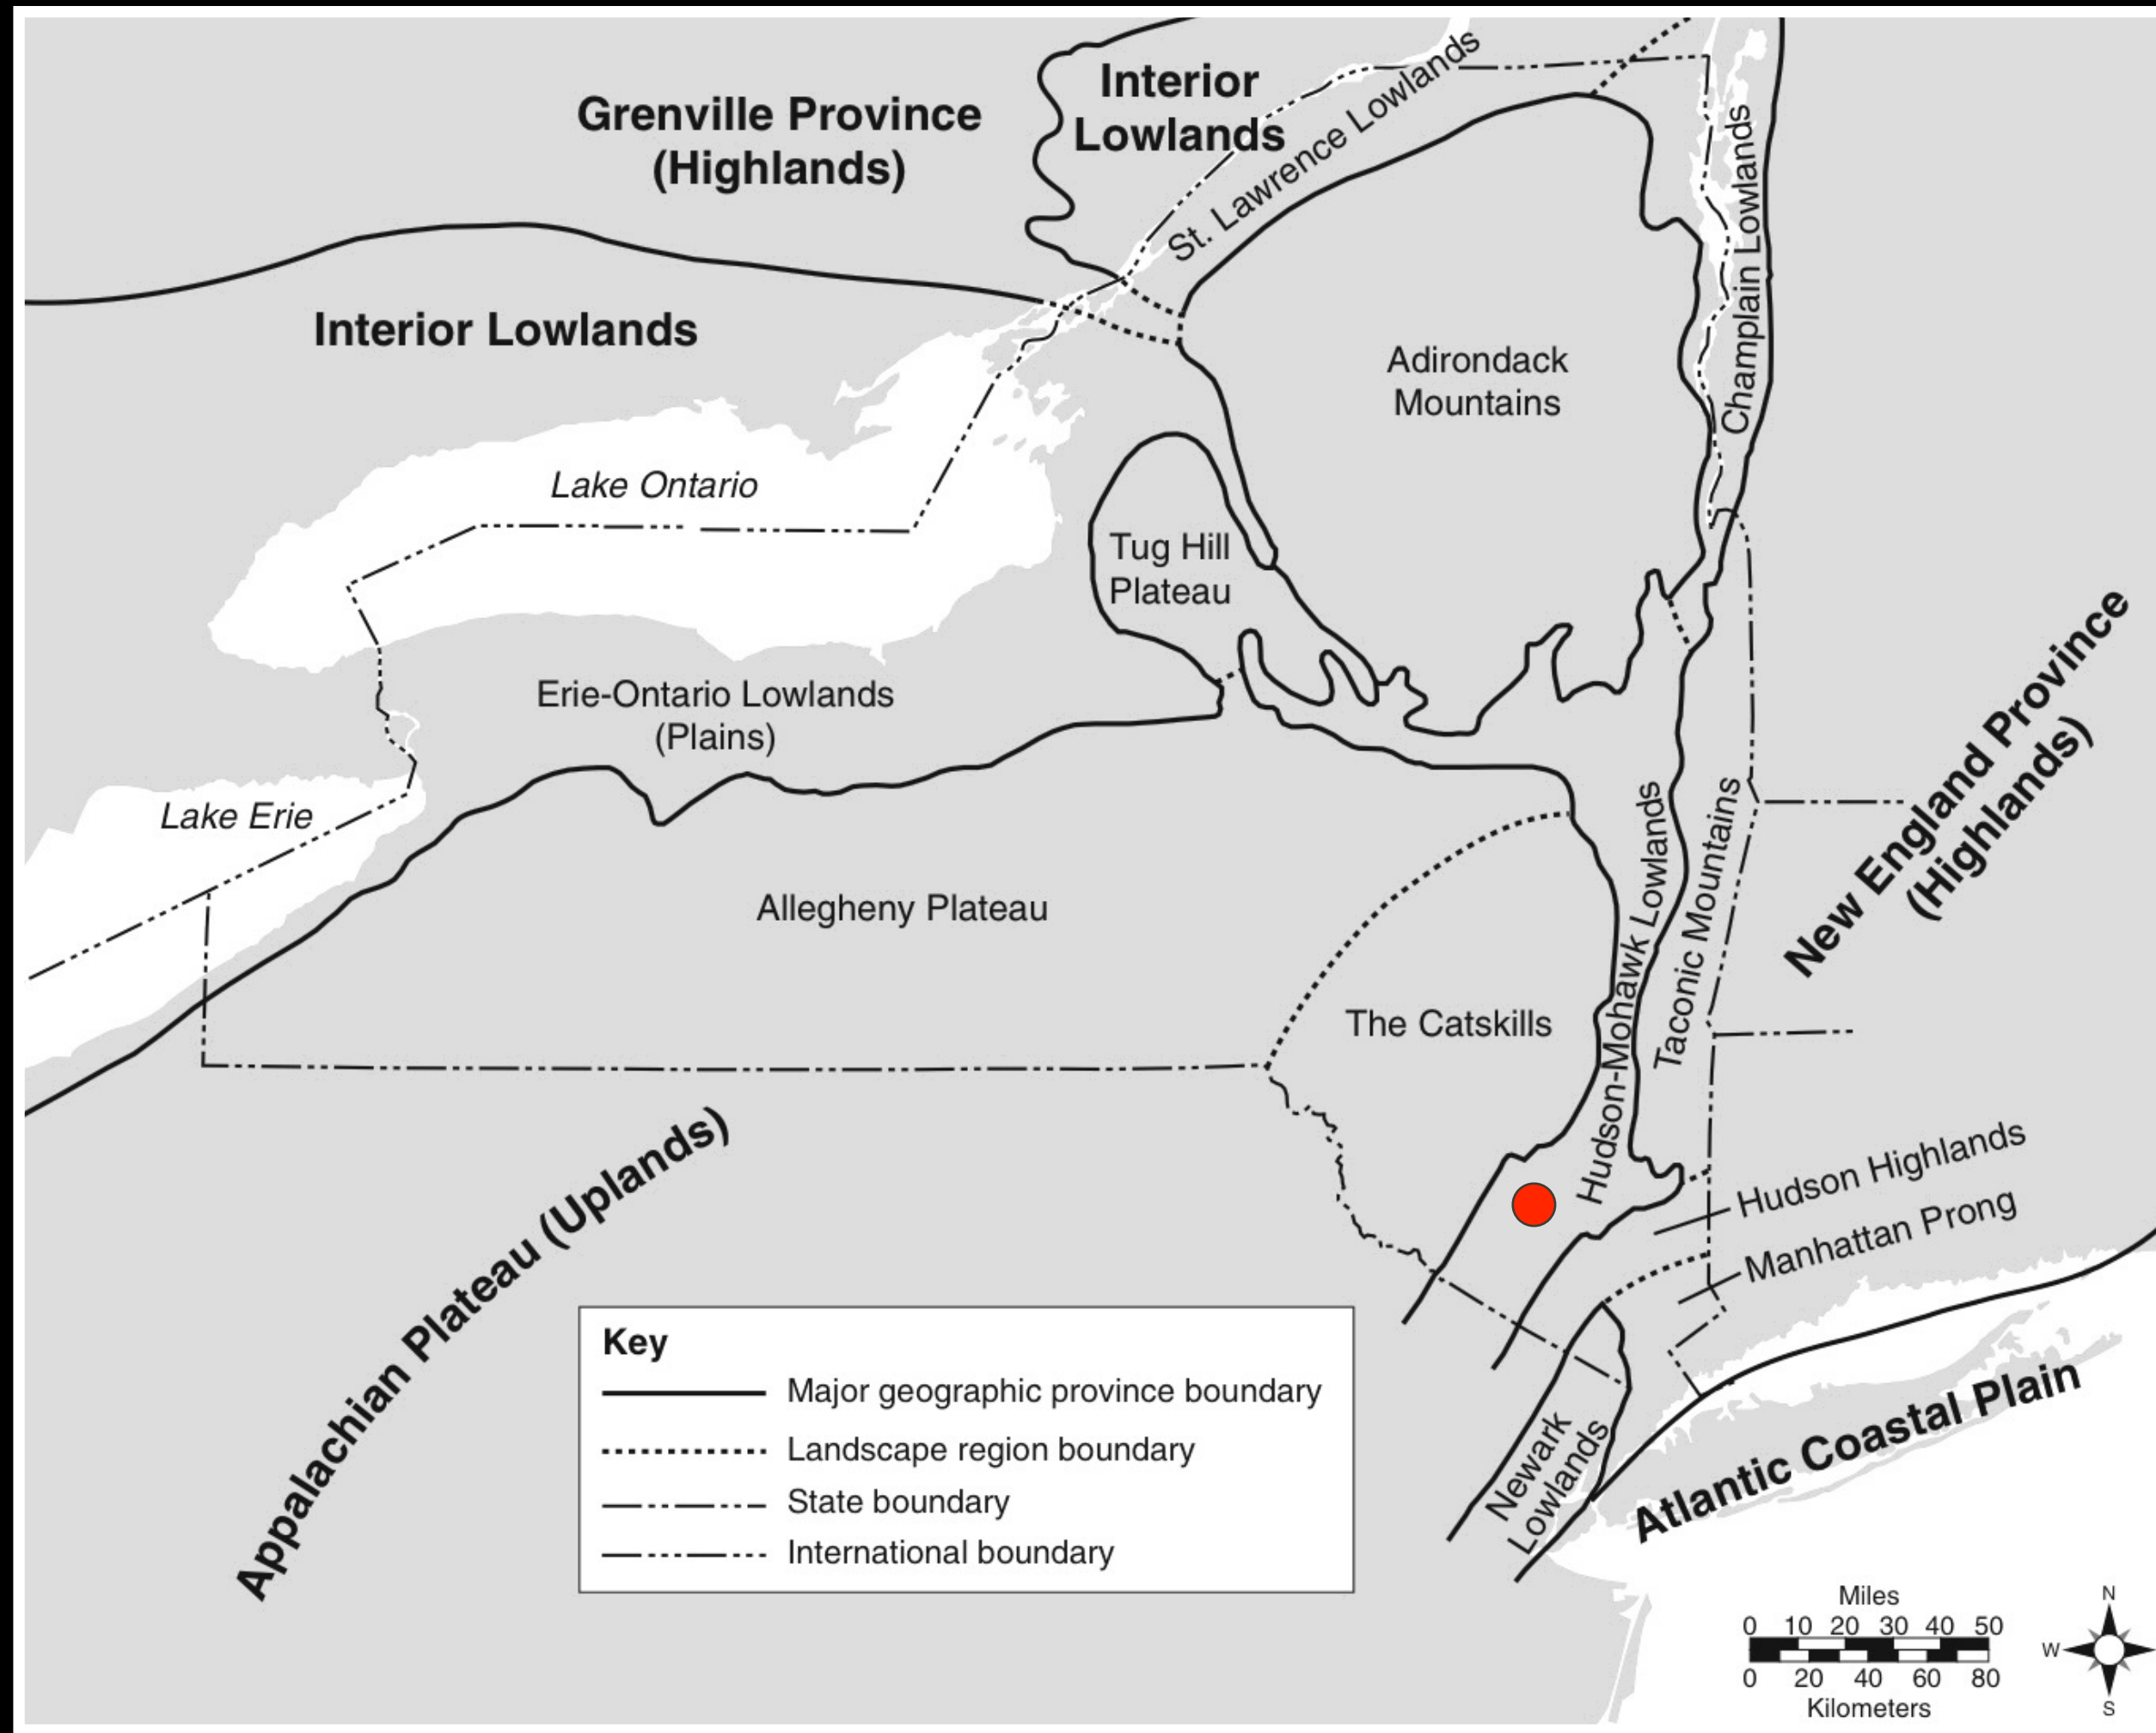 Grenville Province
(Highlands)
Interior
Lowlands
St. Lawrence Lowlands
Champlain Lowlands
Interior Lowlands
Adirondack
Mountains
Lake Ontario
Tug Hill
Plateau
Erie-Ontario Lowlands
(Plains)
Lake Erie
Allegheny Plateau
The Catskills
Hudson-Mohawk Lowlands
Taconic Mountains
New England Province
(Highlands)
Appalachian Plateau (Uplands)
Hudson Highlands
Manhattan Prong
Newark
Lowlands
Atlantic Coastal Plain
Key
Major geographic province boundary
Landscape region boundary
State boundary
International boundary
Miles
0 10 20 30 40 50
0 20 40 60 80
Kilometers
N
W
S